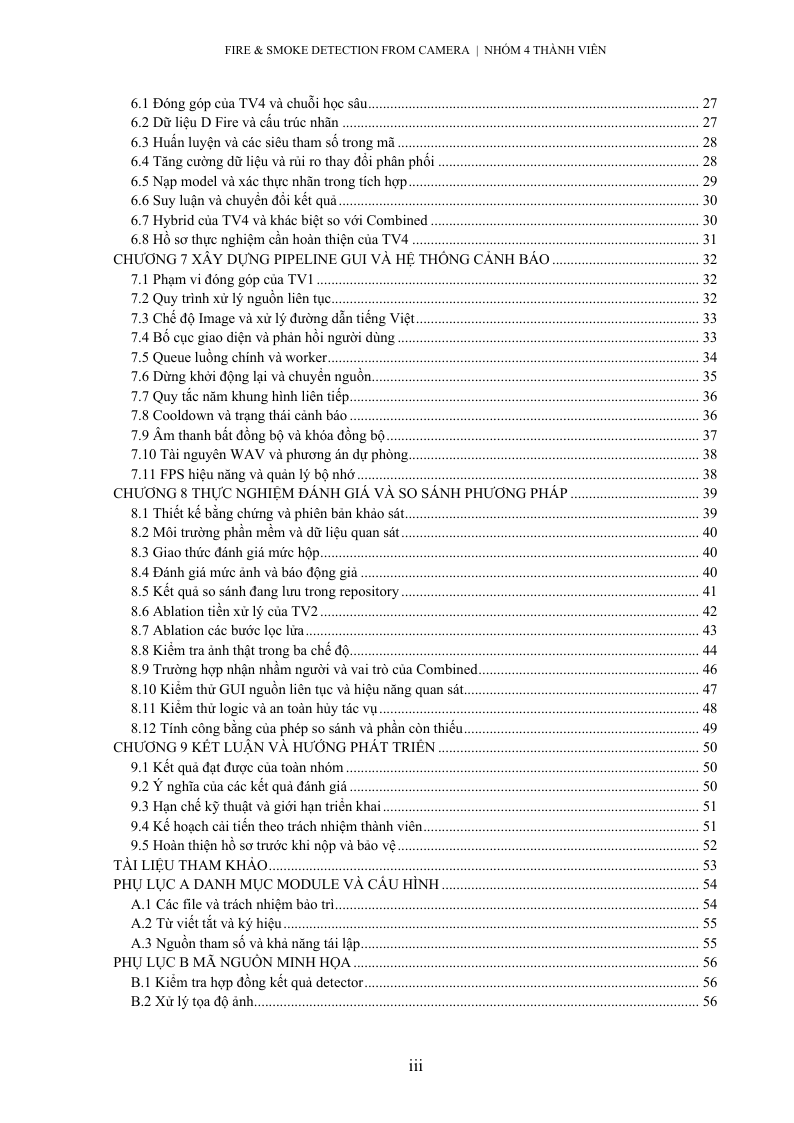 FIRE & SMOKE DETECTION FROM CAMERA | NHÓM 4 THÀNH VIÊN
6.1 Đóng góp của TV4 và chuỗi học sâu........................................................................................ 27
6.2 Dữ liệu D Fire và cấu trúc nhãn ............................................................................................... 27
6.3 Huấn luyện và các siêu tham số trong mã ................................................................................. 28
6.4 Tăng cường dữ liệu và rủi ro thay đổi phân phối ...................................................................... 28
6.5 Nạp model và xác thực nhãn trong tích hợp.............................................................................. 29
6.6 Suy luận và chuyển đổi kết quả................................................................................................ 30
6.7 Hybrid của TV4 và khác biệt so với Combined ........................................................................ 30
6.8 Hồ sơ thực nghiệm cần hoàn thiện của TV4 ............................................................................. 31
CHƯƠNG 7 XÂY DỰNG PIPELINE GUI VÀ HỆ THỐNG CẢNH BÁO ....................................... 32
7.1 Phạm vi đóng góp của TV1 ...................................................................................................... 32
7.2 Quy trình xử lý nguồn liên tục.................................................................................................. 32
7.3 Chế độ Image và xử lý đường dẫn tiếng Việt............................................................................ 33
7.4 Bố cục giao diện và phản hồi người dùng ................................................................................. 33
7.5 Queue luồng chính và worker................................................................................................... 34
7.6 Dừng khởi động lại và chuyển nguồn....................................................................................... 35
7.7 Quy tắc năm khung hình liên tiếp............................................................................................. 36
7.8 Cooldown và trạng thái cảnh báo ............................................................................................. 36
7.9 Âm thanh bất đồng bộ và khóa đồng bộ.................................................................................... 37
7.10 Tài nguyên WAV và phương án dự phòng.............................................................................. 38
7.11 FPS hiệu năng và quản lý bộ nhớ ........................................................................................... 38
CHƯƠNG 8 THỰC NGHIỆM ĐÁNH GIÁ VÀ SO SÁNH PHƯƠNG PHÁP .................................. 39
8.1 Thiết kế bằng chứng và phiên bản khảo sát............................................................................... 39
8.2 Môi trường phần mềm và dữ liệu quan sát................................................................................ 40
8.3 Giao thức đánh giá mức hộp..................................................................................................... 40
8.4 Đánh giá mức ảnh và báo động giả .......................................................................................... 40
8.5 Kết quả so sánh đang lưu trong repository................................................................................ 41
8.6 Ablation tiền xử lý của TV2 ..................................................................................................... 42
8.7 Ablation các bước lọc lửa......................................................................................................... 43
8.8 Kiểm tra ảnh thật trong ba chế độ............................................................................................. 44
8.9 Trường hợp nhận nhầm người và vai trò của Combined........................................................... 46
8.10 Kiểm thử GUI nguồn liên tục và hiệu năng quan sát............................................................... 47
8.11 Kiểm thử logic và an toàn hủy tác vụ ...................................................................................... 48
8.12 Tính công bằng của phép so sánh và phần còn thiếu............................................................... 49
CHƯƠNG 9 KẾT LUẬN VÀ HƯỚNG PHÁT TRIỂN ..................................................................... 50
9.1 Kết quả đạt được của toàn nhóm .............................................................................................. 50
9.2 Ý nghĩa của các kết quả đánh giá ............................................................................................. 50
9.3 Hạn chế kỹ thuật và giới hạn triển khai..................................................................................... 51
9.4 Kế hoạch cải tiến theo trách nhiệm thành viên.......................................................................... 51
9.5 Hoàn thiện hồ sơ trước khi nộp và bảo vệ ................................................................................ 52
TÀI LIỆU THAM KHẢO.................................................................................................................. 53
PHỤ LỤC A DANH MỤC MODULE VÀ CẤU HÌNH .................................................................... 54
A.1 Các file và trách nhiệm bảo trì................................................................................................. 54
A.2 Từ viết tắt và ký hiệu ............................................................................................................... 55
A.3 Nguồn tham số và khả năng tái lập........................................................................................... 55
PHỤ LỤC B MÃ NGUỒN MINH HỌA ............................................................................................ 56
B.1 Kiểm tra hợp đồng kết quả detector.......................................................................................... 56
B.2 Xử lý tọa độ ảnh....................................................................................................................... 56
iii